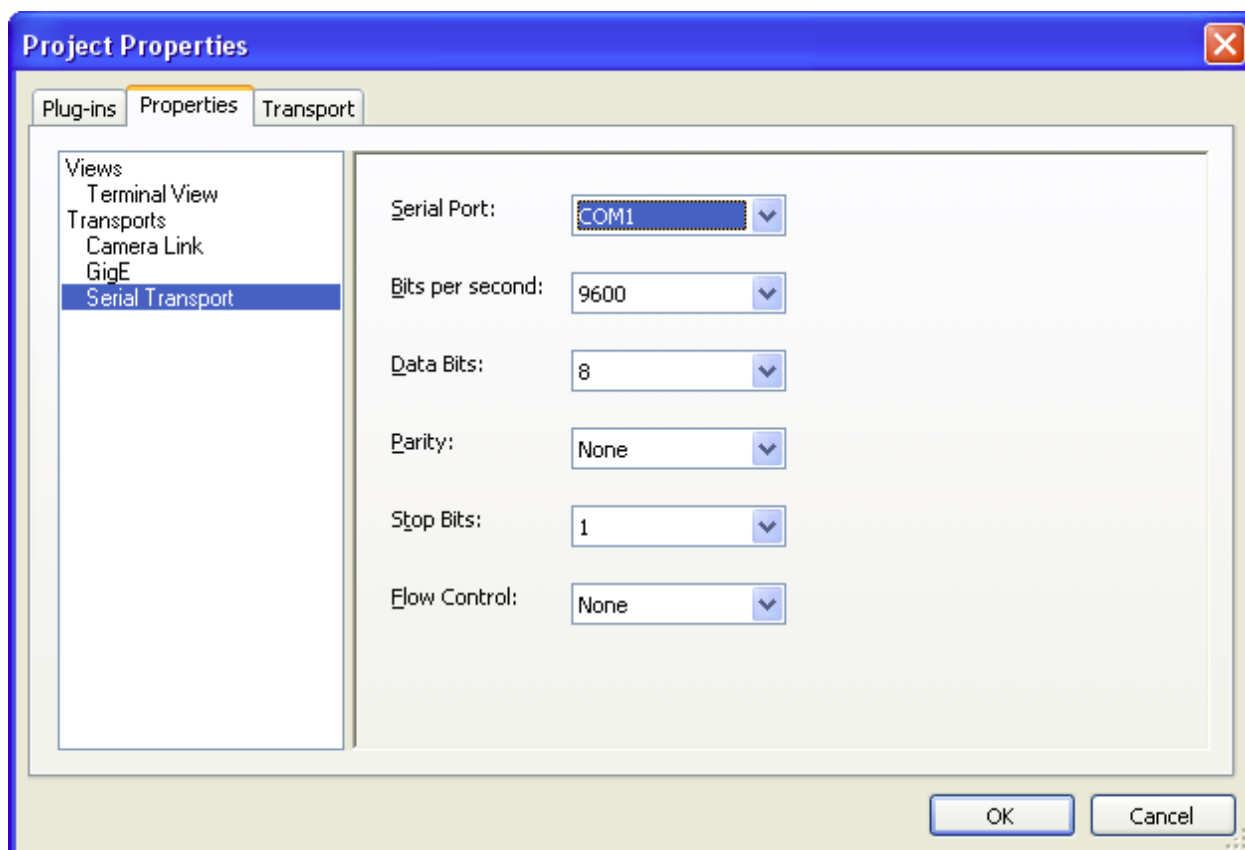 Project Properties
Plug-ins Properties Transport
Views
Terminal View
Transports
Camera Link
GigE
Serial Transport
Serial Port: COM1
Bits per second: 9600
Data Bits: 8
Parity: None
Stop Bits: 1
Flow Control: None
OK Cancel